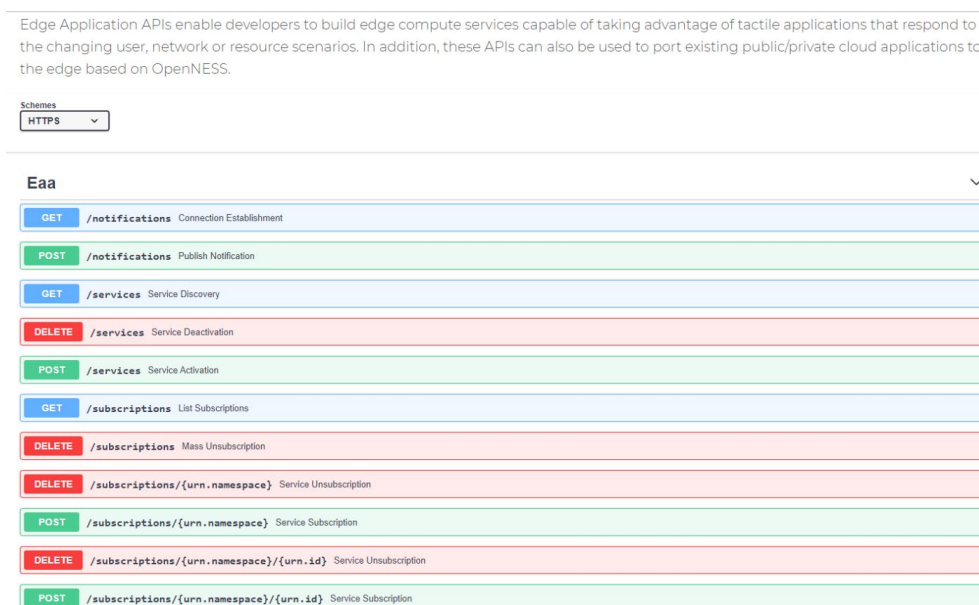 Edge Application APIs enable developers to build edge compute services capable of taking advantage of tactile applications that respond to
the changing user, network or resource scenarios. In addition, these APIs can also be used to port existing public/private cloud applications to
the edge based on OpenNESS.
Schemes
HTTPS
Eaa
GET /notifications Connection Establishment
POST /notifications Publish Notification
GET /services Service Discovery
DELETE /services Service Deactivation
POST /services Service Activation
GET /subscriptions List Subscriptions
DELETE /subscriptions Mass Unsubscription
DELETE /subscriptions/{urn.namespace} Service Unsubscription
POST /subscriptions/{urn.namespace} Service Subscription
DELETE /subscriptions/{urn.namespace}/{urn.id} Service Unsubscription
POST /subscriptions/{urn.namespace}/{urn.id} Service Subscription